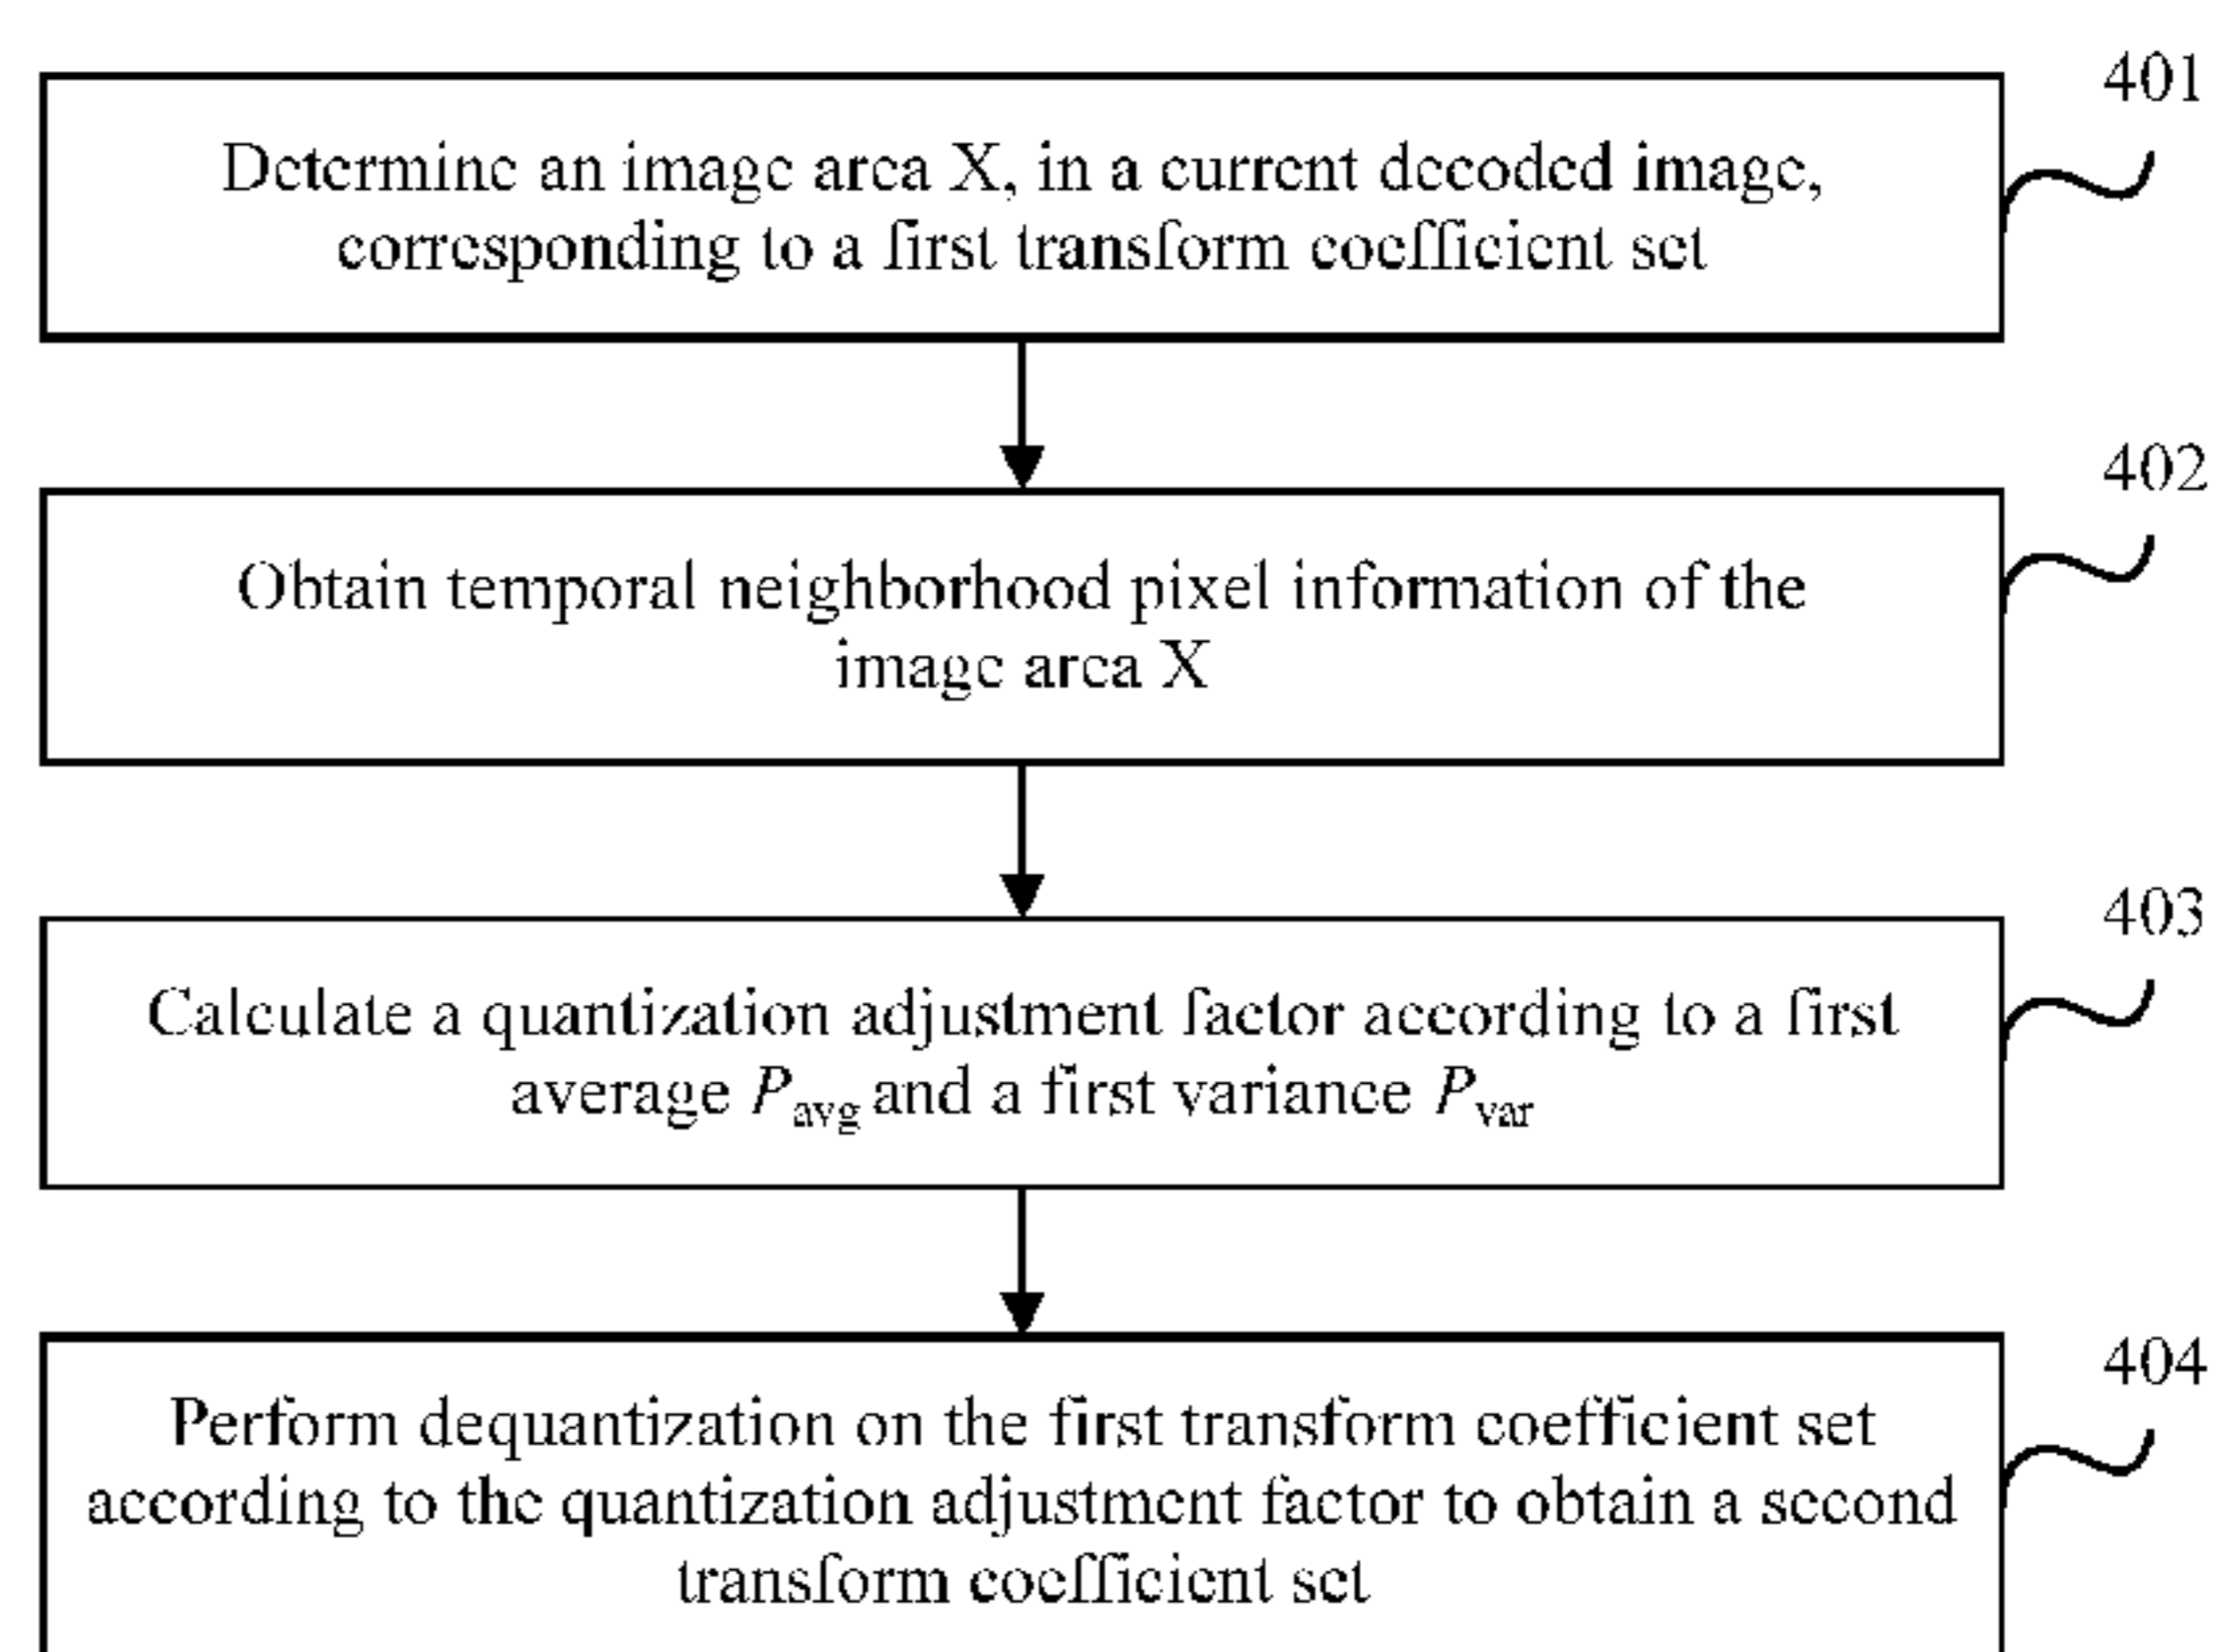 401
Determine an image area X, in a current decoded image,
corresponding to a first transform coefficient set
402
Obtain temporal neighborhood pixel information of the
image area X
403
Calculate a quantization adjustment factor according to a first
average Pavg and a first variance Pvar
404
Perform dequantization on the first transform coefficient set
according to the quantization adjustment factor to obtain a second
transform coefficient set